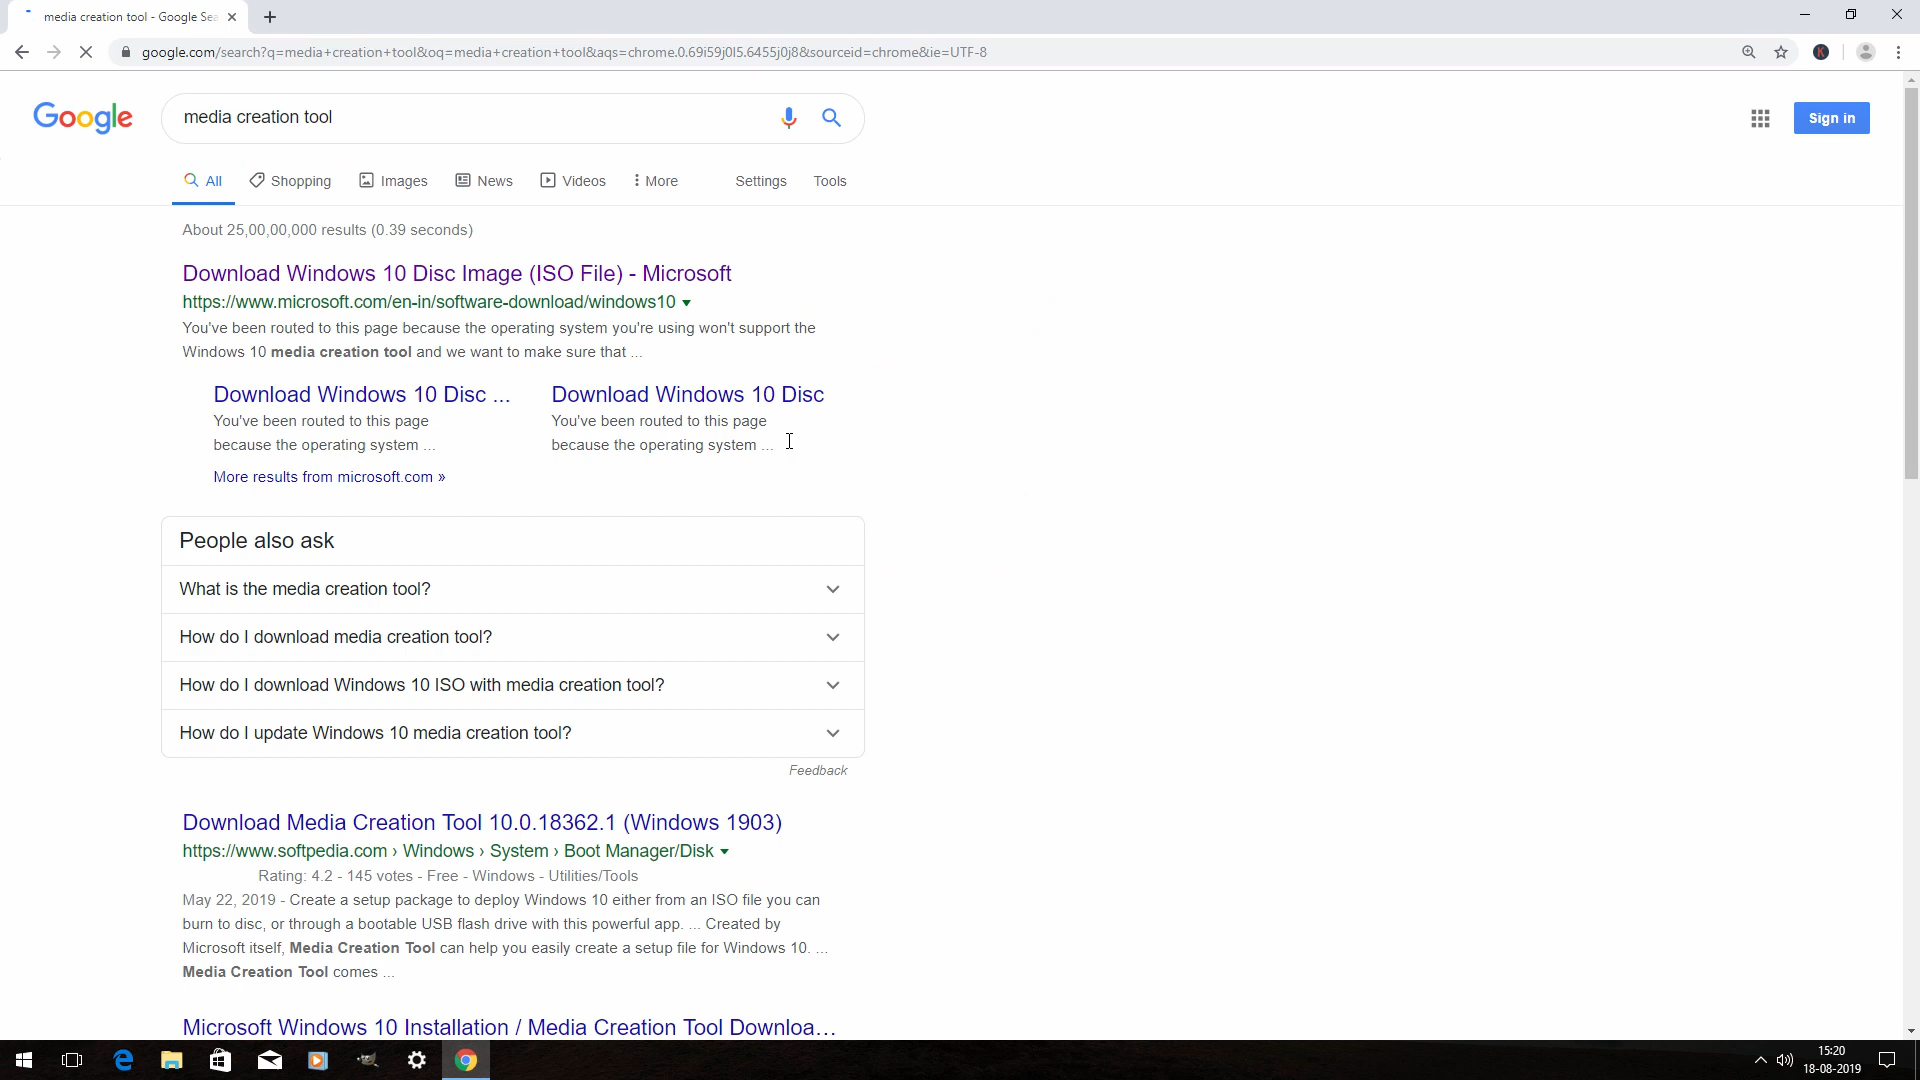 media creation tool - Google Sea
google.com/search?q=media+creation+tool&oq=media+creation+tool&aqs=chrome.0.69i59j0l5.6455j0j8&sourceid=chrome&ie=UTF-8
K
Google
media creation tool
Sign in
All Shopping Images News Videos More Settings Tools
About 25,00,00,000 results (0.39 seconds)
Download Windows 10 Disc Image (ISO File) - Microsoft
https://www.microsoft.com/en-in/software-download/windows10
You've been routed to this page because the operating system you're using won't support the
Windows 10 media creation tool and we want to make sure that ...
Download Windows 10 Disc ...
You've been routed to this page
because the operating system ...
Download Windows 10 Disc
You've been routed to this page
because the operating system ...
More results from microsoft.com »
People also ask
What is the media creation tool?
How do I download media creation tool?
How do I download Windows 10 ISO with media creation tool?
How do I update Windows 10 media creation tool?
Feedback
Download Media Creation Tool 10.0.18362.1 (Windows 1903)
https://www.softpedia.com › Windows › System › Boot Manager/Disk
Rating: 4.2 - 145 votes - Free - Windows - Utilities/Tools
May 22, 2019 - Create a setup package to deploy Windows 10 either from an ISO file you can
burn to disc, or through a bootable USB flash drive with this powerful app. ... Created by
Microsoft itself, Media Creation Tool can help you easily create a setup file for Windows 10. ...
Media Creation Tool comes ...
Microsoft Windows 10 Installation / Media Creation Tool Downloa...
15:20
18-08-2019